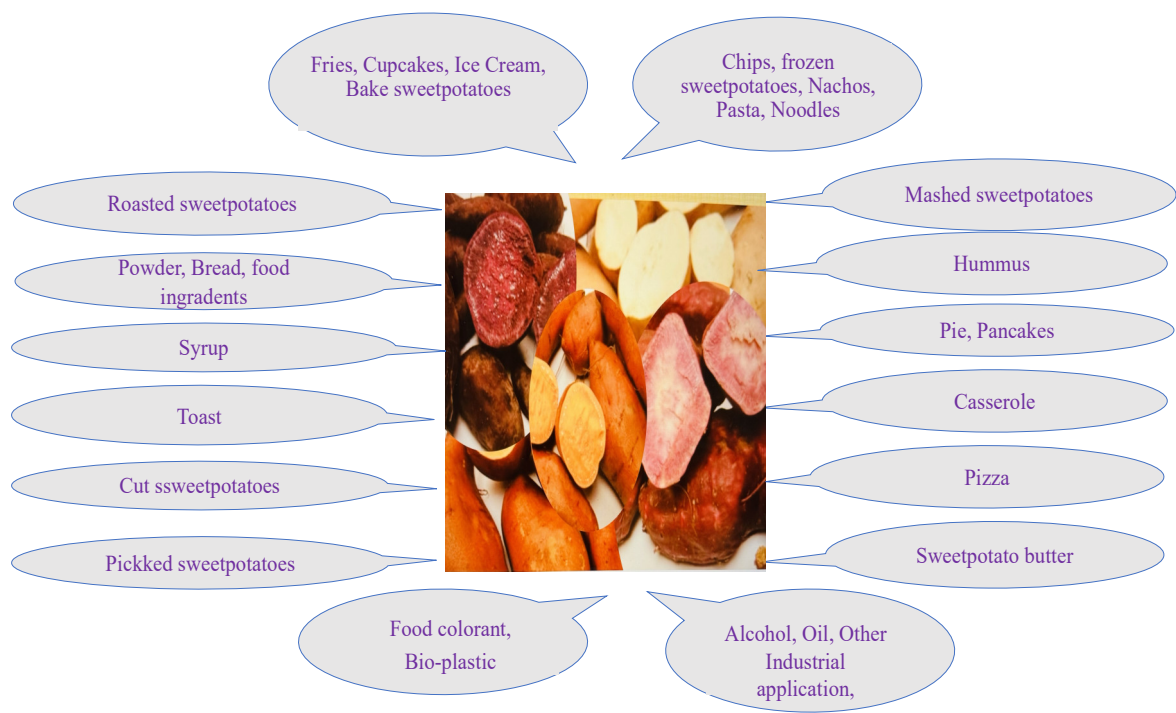 Fries, Cupcakes, Ice Cream,
Bake sweetpotatoes
Chips, frozen
sweetpotatoes, Nachos,
Pasta, Noodles
Roasted sweetpotatoes
Powder, Bread, food
ingradents
Syrup
Toast
Cut ssweetpotatoes
Pickked sweetpotatoes
Mashed sweetpotatoes
Hummus
Pie, Pancakes
Casserole
Pizza
Sweetpotato butter
Food colorant,
Bio-plastic
Alcohol, Oil, Other
Industrial
application,